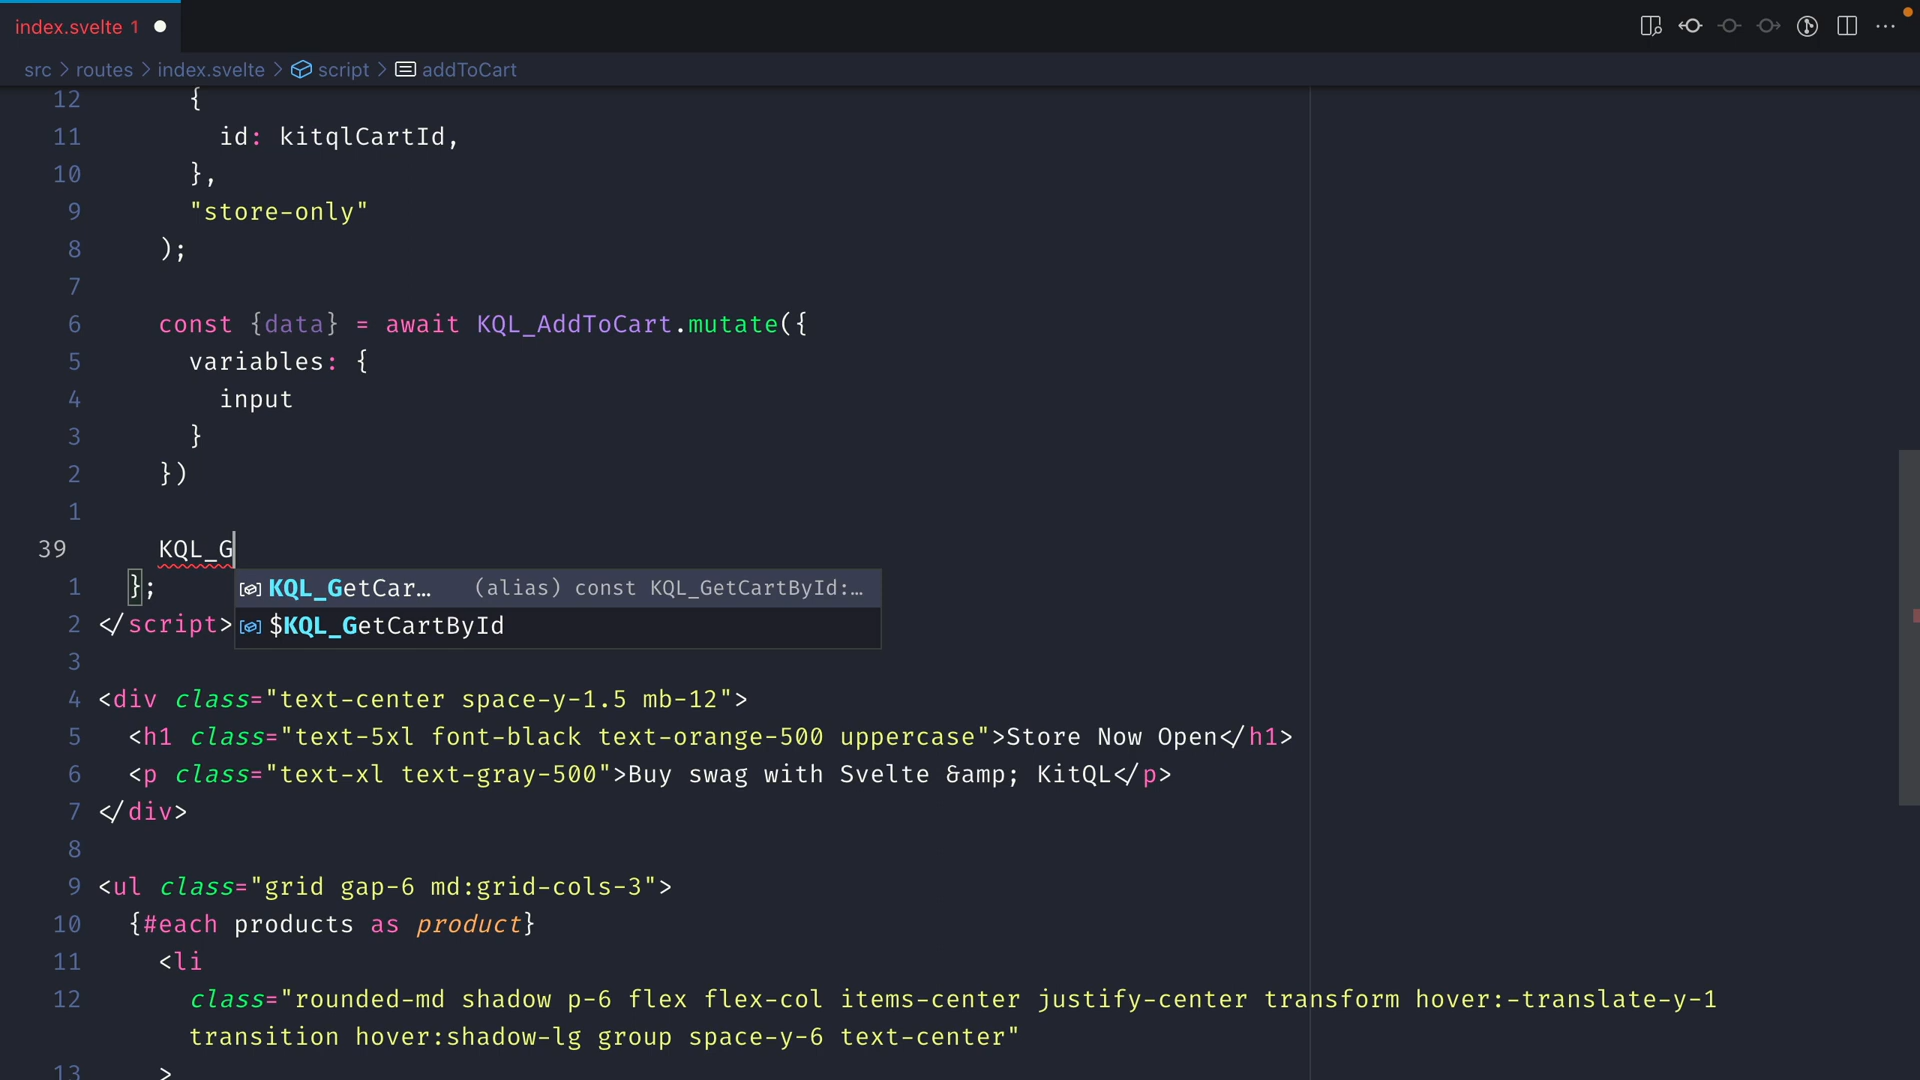 index.svelte 1
src > routes > index.svelte > script > addToCart
12 {
11 id: kitqlCartId,
10 },
9 "store-only"
8 );
7
6 const {data} = await KQL_AddToCart.mutate({
5 variables: {
4 input
3 }
2 })
1
39 KQL_G
1 };
KQL_GetCar… (alias) const KQL_GetCartById:…
2 </script>
$KQL_GetCartById
3
4 <div class="text-center space-y-1.5 mb-12">
5 <h1 class="text-5xl font-black text-orange-500 uppercase">Store Now Open</h1>
6 <p class="text-xl text-gray-500">Buy swag with Svelte &amp; KitQL</p>
7 </div>
8
9 <ul class="grid gap-6 md:grid-cols-3">
10 {#each products as product}
11 <li
12 class="rounded-md shadow p-6 flex flex-col items-center justify-center transform hover:-translate-y-1
transition hover:shadow-lg group space-y-6 text-center"
13 >